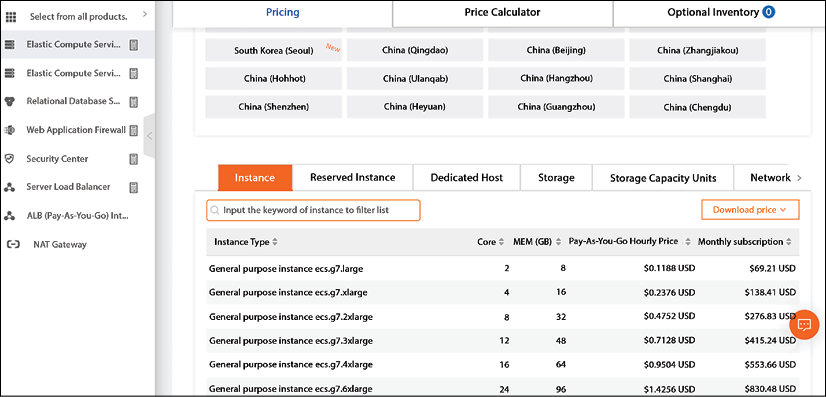 Select from all products.
Elastic Compute Servi...
Elastic Compute Servi...
Relational Database S...
Web Application Firewall
Security Center
Server Load Balancer
ALB (Pay-As-You-Go) Int...
NAT Gateway
Pricing Price Calculator Optional Inventory 0
South Korea (Seoul) New China (Qingdao) China (Beijing) China (Zhangjiakou)
China (Hohhot) China (Ulanqab) China (Hangzhou) China (Shanghai)
China (Shenzhen) China (Heyuan) China (Guangzhou) China (Chengdu)
Instance Reserved Instance Dedicated Host Storage Storage Capacity Units Network
Input the keyword of instance to filter list Download price
Instance Type Core MEM (GB) Pay-As-You-Go Hourly Price Monthly subscription
General purpose instance ecs.g7.large 2 8 $0.1188 USD $69.21 USD
General purpose instance ecs.g7.xlarge 4 16 $0.2376 USD $138.41 USD
General purpose instance ecs.g7.2xlarge 8 32 $0.4752 USD $276.83 USD
General purpose instance ecs.g7.3xlarge 12 48 $0.7128 USD $415.24 USD
General purpose instance ecs.g7.4xlarge 16 64 $0.9504 USD $553.66 USD
General purpose instance ecs.g7.6xlarge 24 96 $1.4256 USD $830.48 USD